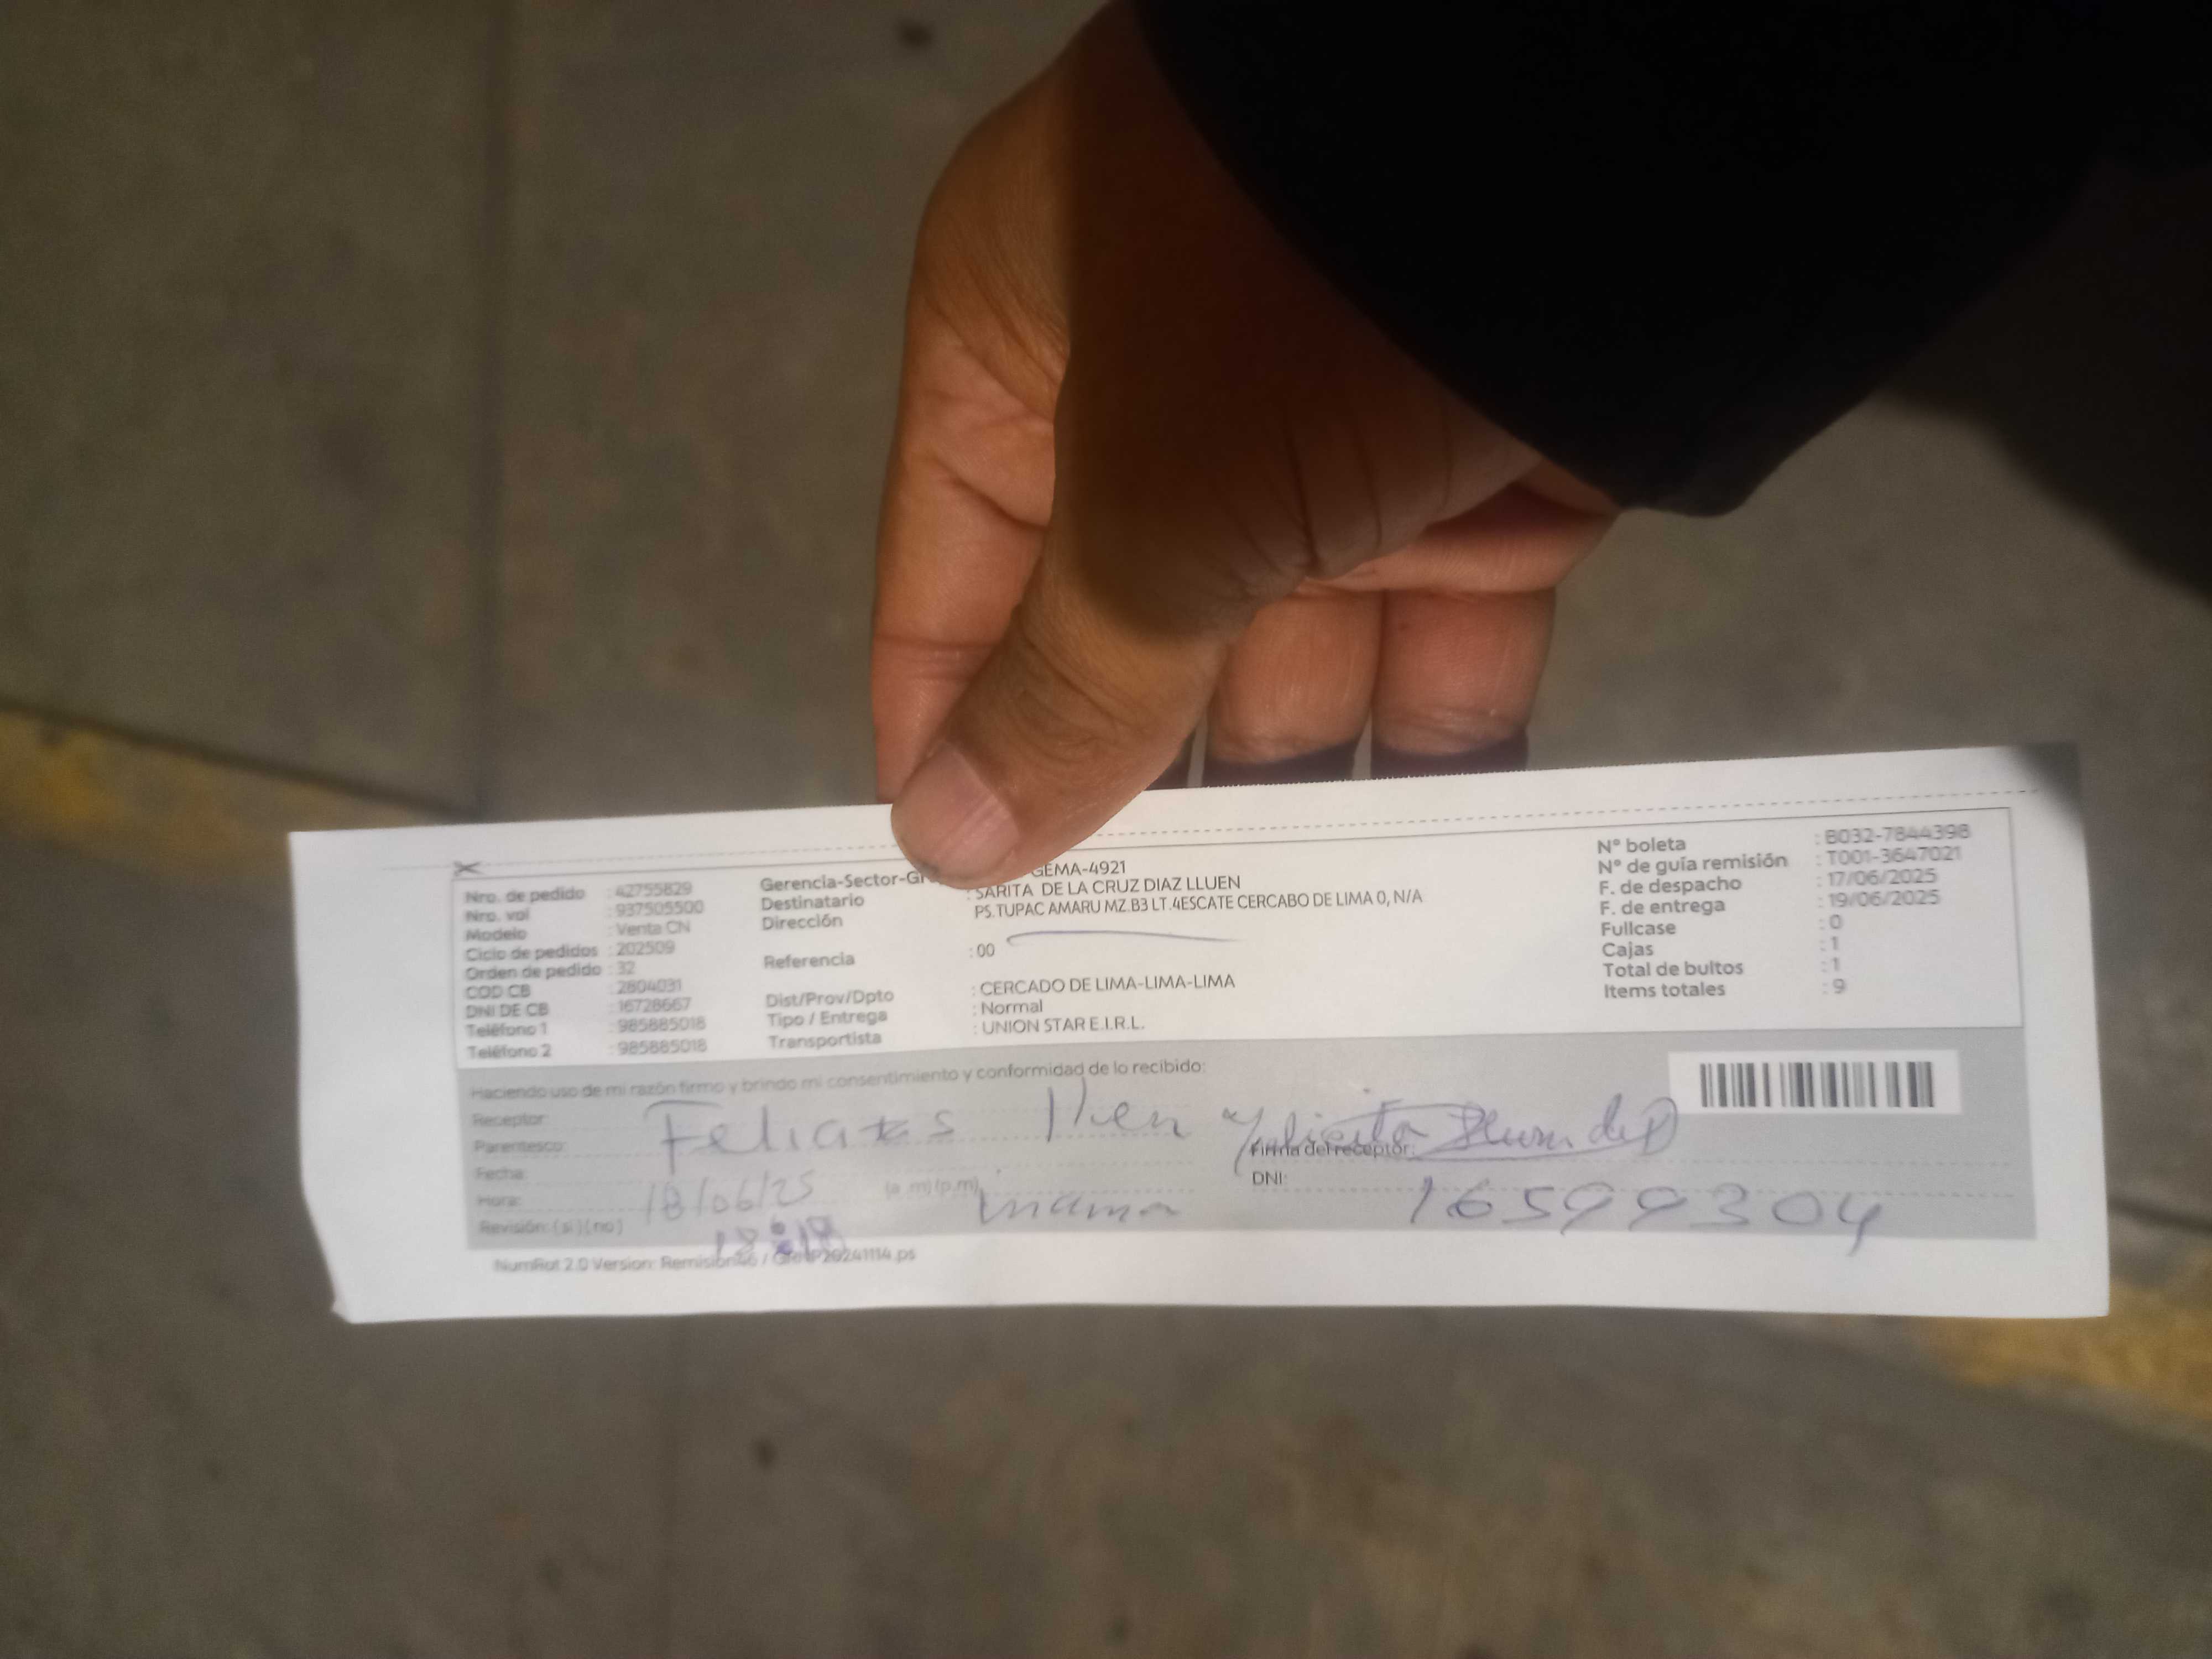 Nro. de pedido : 42755829
Nro. vol : 937505500
Modelo : Venta CN
Ciclo de pedidos : 202509
Orden de pedido : 32
COD CB : 2804031
DNI DE CB : 16728667
Teléfono 1 : 985885018
Teléfono 2 : 985885018
Gerencia-Sector-Gr GEMA-4921
Destinatario : SARITA DE LA CRUZ DIAZ LLUEN
Dirección PS.TUPAC AMARU MZ.B3 LT.4ESCATE CERCABO DE LIMA 0, N/A
Referencia : 00
Dist/Prov/Dpto : CERCADO DE LIMA-LIMA-LIMA
Tipo / Entrega : Normal
Transportista : UNION STAR E.I.R.L.
N° boleta : B032-7844398
N° de guía remisión : T001-3647021
F. de despacho : 17/06/2025
F. de entrega : 19/06/2025
Fullcase : 0
Cajas : 1
Total de bultos : 1
Items totales : 9
Haciendo uso de mi razón firmo y brindo mi consentimiento y conformidad de lo recibido:
Receptor:
Parentesco:
Fecha: 18/06/25
Hora: (a .m) (p.m) mama
Revisión: ( si ) ( no )
Firma del receptor:
DNI: 16599304
NumRot 2.0 Version: Remision46 /